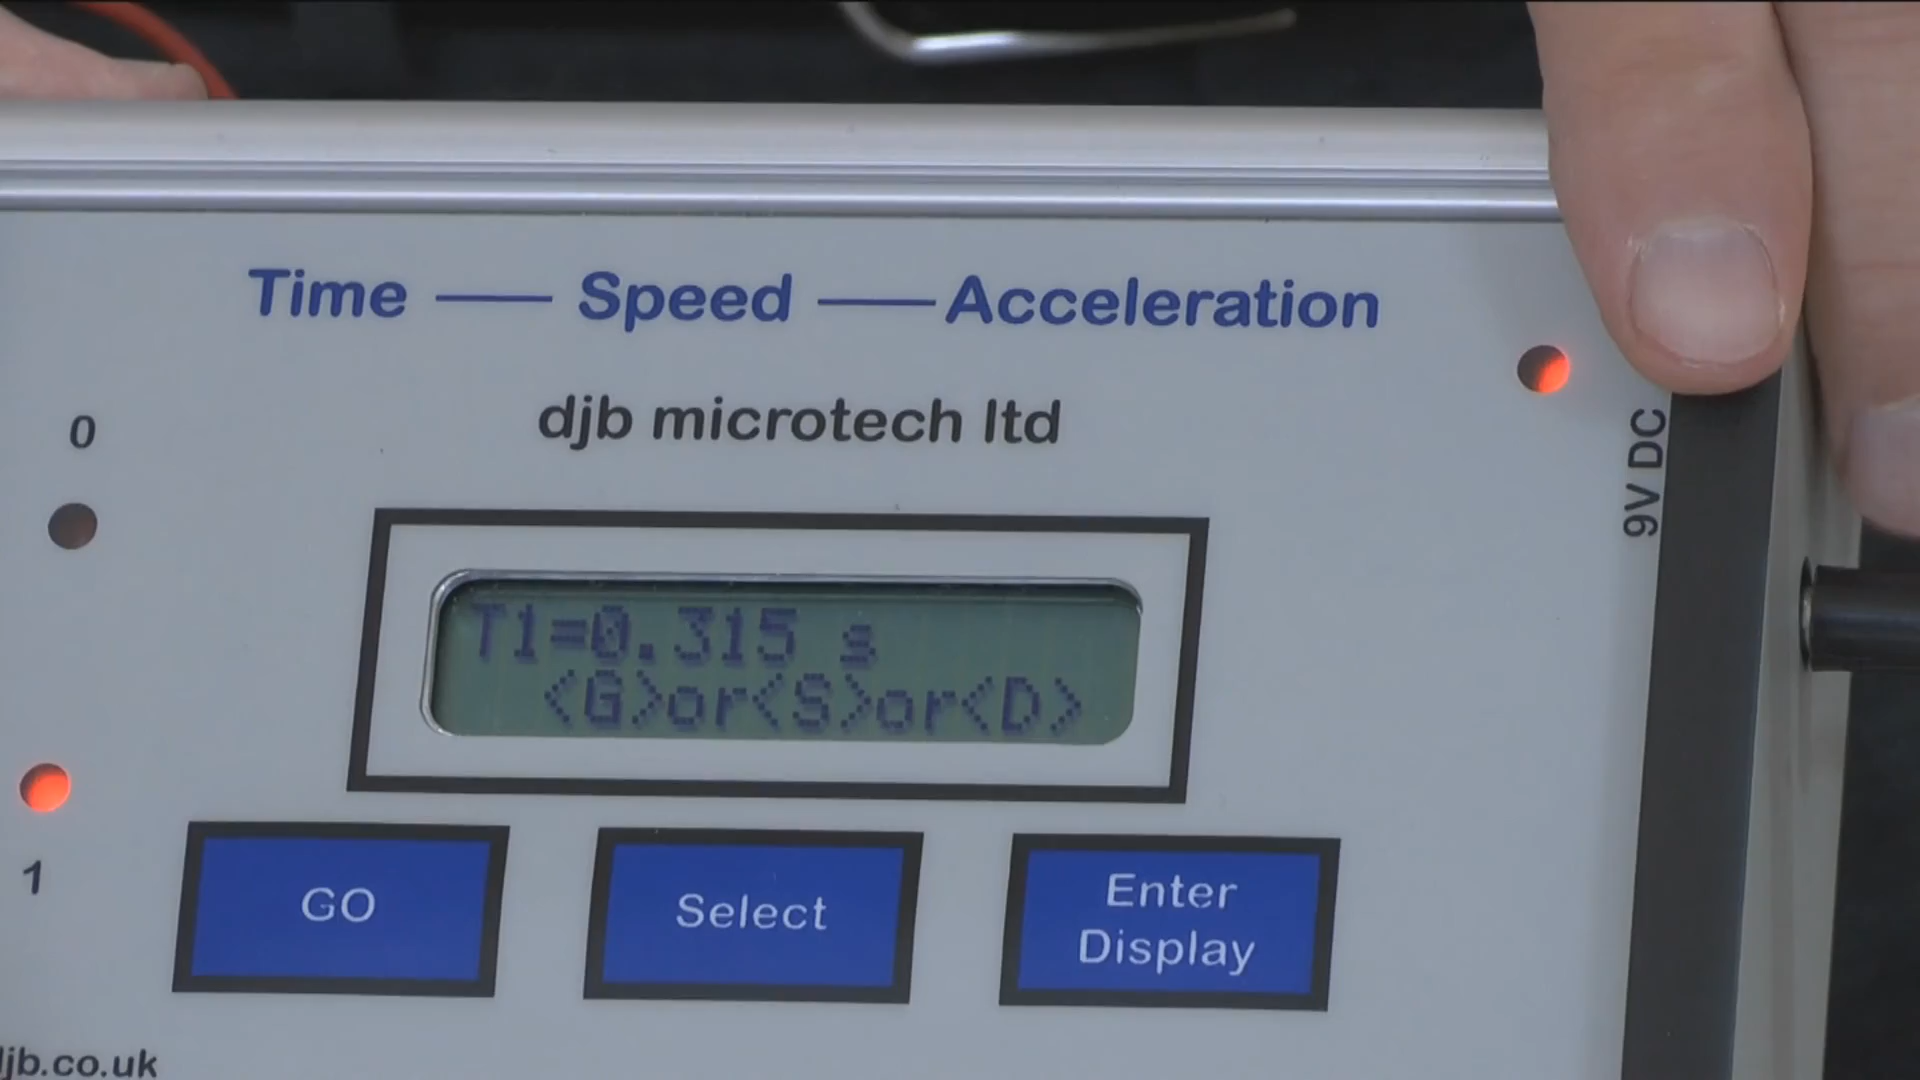 Time — Speed — Acceleration
djb microtech ltd
0
9V DC
T1=0.315 s
<G>or<S>or<D>
1
GO
Select
Enter
Display
djb.co.uk